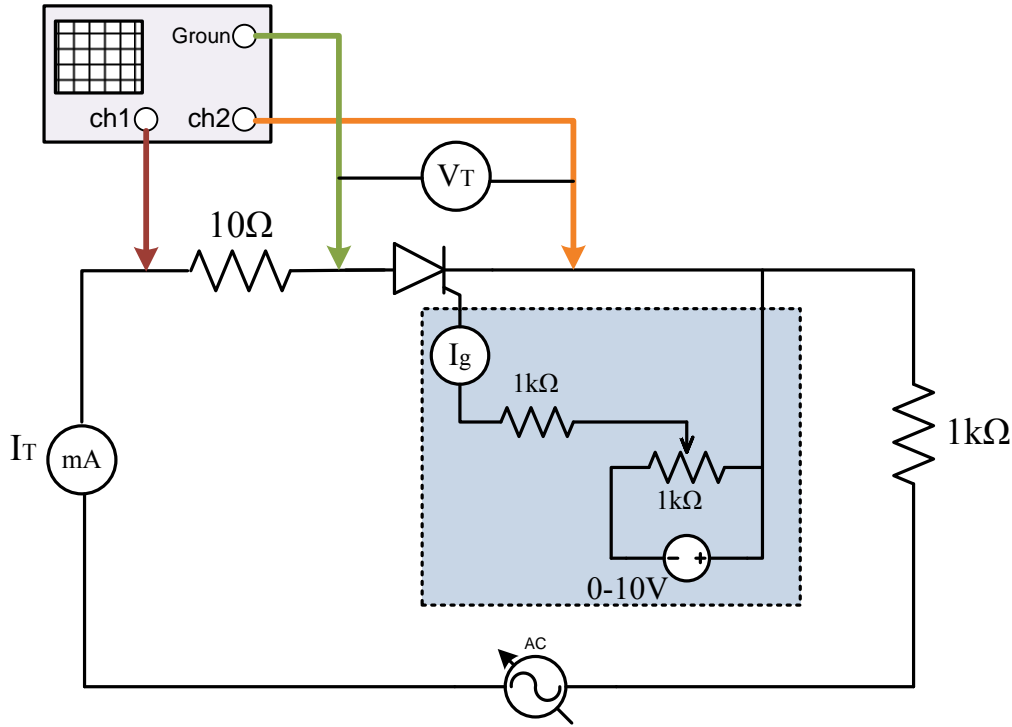 Groun
ch1 ch2
VT
10Ω
Ig
1kΩ
1kΩ
IT mA
1kΩ
- +
0-10V
AC